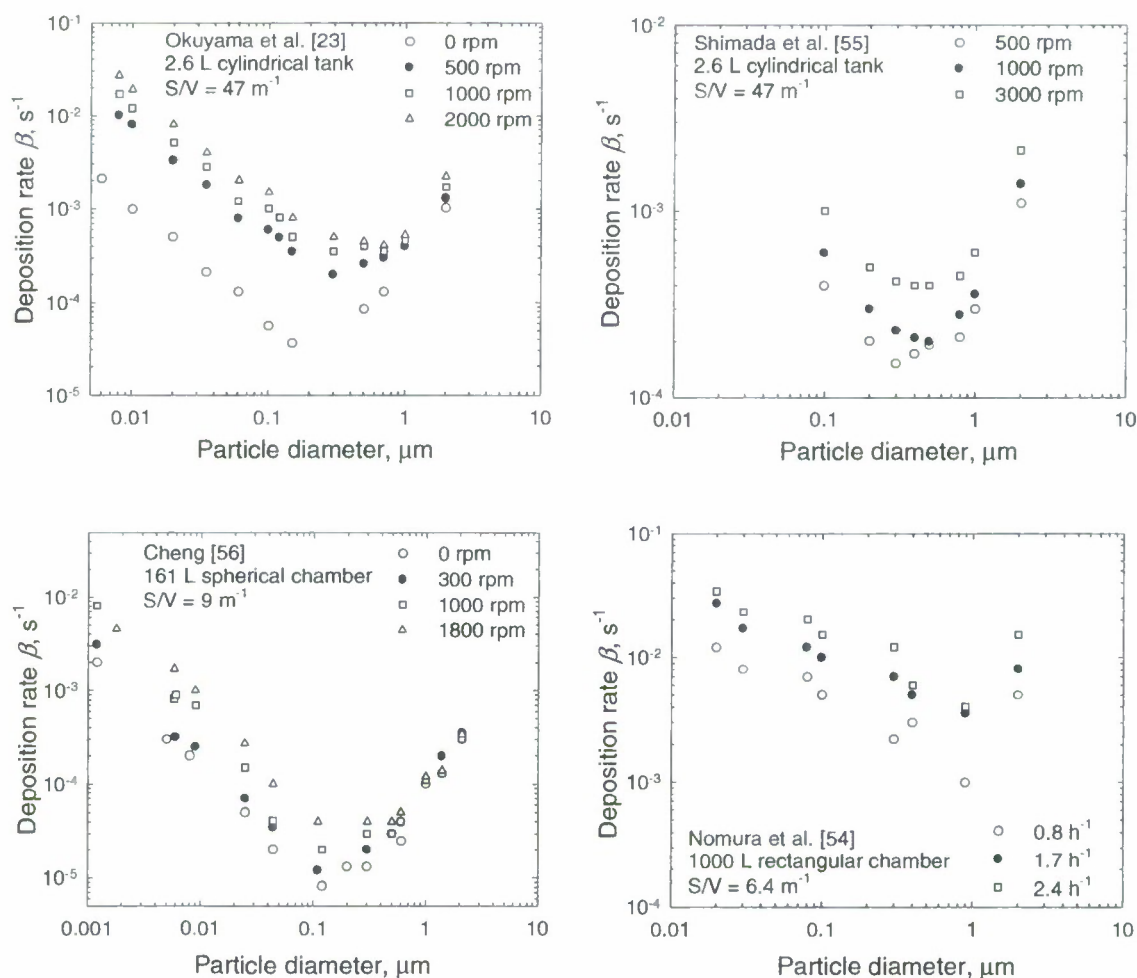 Okuyama et al. [23]
2.6 L cylindrical tank
S/V = 47 m⁻¹
0 rpm
500 rpm
1000 rpm
2000 rpm
10⁻¹
10⁻²
10⁻³
10⁻⁴
10⁻⁵
Deposition rate β, s⁻¹
0.01
0.1
1
10
Particle diameter, μm
Shimada et al. [55]
2.6 L cylindrical tank
S/V = 47 m⁻¹
500 rpm
1000 rpm
3000 rpm
10⁻²
10⁻³
10⁻⁴
Deposition rate β, s⁻¹
0.01
0.1
1
10
Particle diameter, μm
Cheng [56]
161 L spherical chamber
S/V = 9 m⁻¹
0 rpm
300 rpm
1000 rpm
1800 rpm
10⁻²
10⁻³
10⁻⁴
10⁻⁵
Deposition rate β, s⁻¹
0.001
0.01
0.1
1
10
Particle diameter, μm
10⁻¹
10⁻²
10⁻³
10⁻⁴
Deposition rate β, s⁻¹
Nomura et al. [54]
1000 L rectangular chamber
S/V = 6.4 m⁻¹
0.8 h⁻¹
1.7 h⁻¹
2.4 h⁻¹
0.01
0.1
1
10
Particle diameter, μm